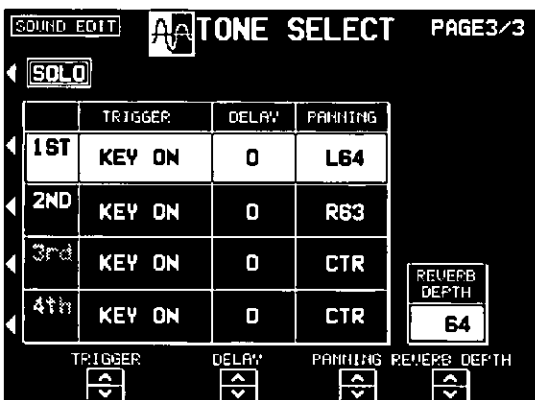 SOUND EDIT TONE SELECT PAGE3/3
SOLO
TRIGGER DELAY PANNING
1ST KEY ON 0 L64
2ND KEY ON 0 R63
3rd KEY ON 0 CTR
4th KEY ON 0 CTR
REVERB
DEPTH
64
TRIGGER DELAY PANNING REVERB DEPTH